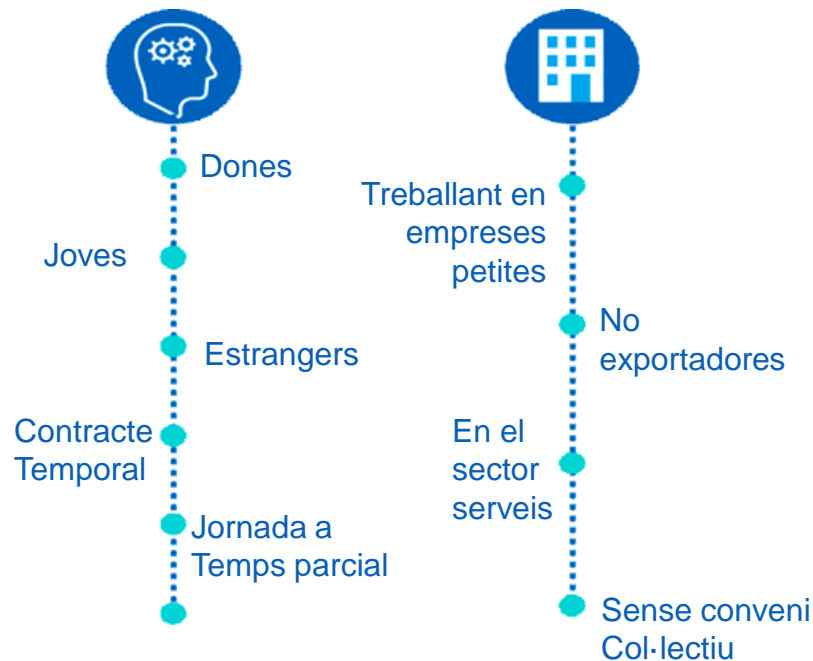 Dones
Joves
Estrangers
Contracte
Temporal
Jornada a
Temps parcial
Treballant en
empreses
petites
No
exportadores
En el
sector
serveis
Sense conveni
Col·lectiu